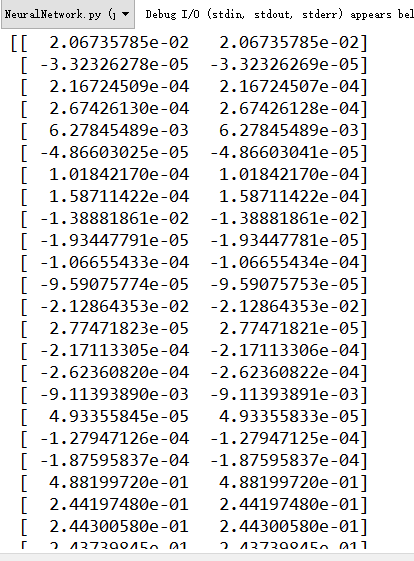 NeuralNetwork.py ( Debug I/O (stdin, stdout, stderr) appears bel
[[ 2.06735785e-02 2.06735785e-02]
[ -3.32326278e-05 -3.32326269e-05]
[ 2.16724509e-04 2.16724507e-04]
[ 2.67426130e-04 2.67426128e-04]
[ 6.27845489e-03 6.27845489e-03]
[ -4.86603025e-05 -4.86603041e-05]
[ 1.01842170e-04 1.01842170e-04]
[ 1.58711422e-04 1.58711422e-04]
[ -1.38881861e-02 -1.38881861e-02]
[ -1.93447791e-05 -1.93447781e-05]
[ -1.06655433e-04 -1.06655434e-04]
[ -9.59075774e-05 -9.59075753e-05]
[ -2.12864353e-02 -2.12864353e-02]
[ 2.77471823e-05 2.77471821e-05]
[ -2.17113305e-04 -2.17113306e-04]
[ -2.62360820e-04 -2.62360822e-04]
[ -9.11393890e-03 -9.11393891e-03]
[ 4.93355845e-05 4.93355833e-05]
[ -1.27947126e-04 -1.27947125e-04]
[ -1.87595837e-04 -1.87595837e-04]
[ 4.88199720e-01 4.88199720e-01]
[ 2.44197480e-01 2.44197480e-01]
[ 2.44300580e-01 2.44300580e-01]
[ 2.43739845e-01 2.43739845e-01]